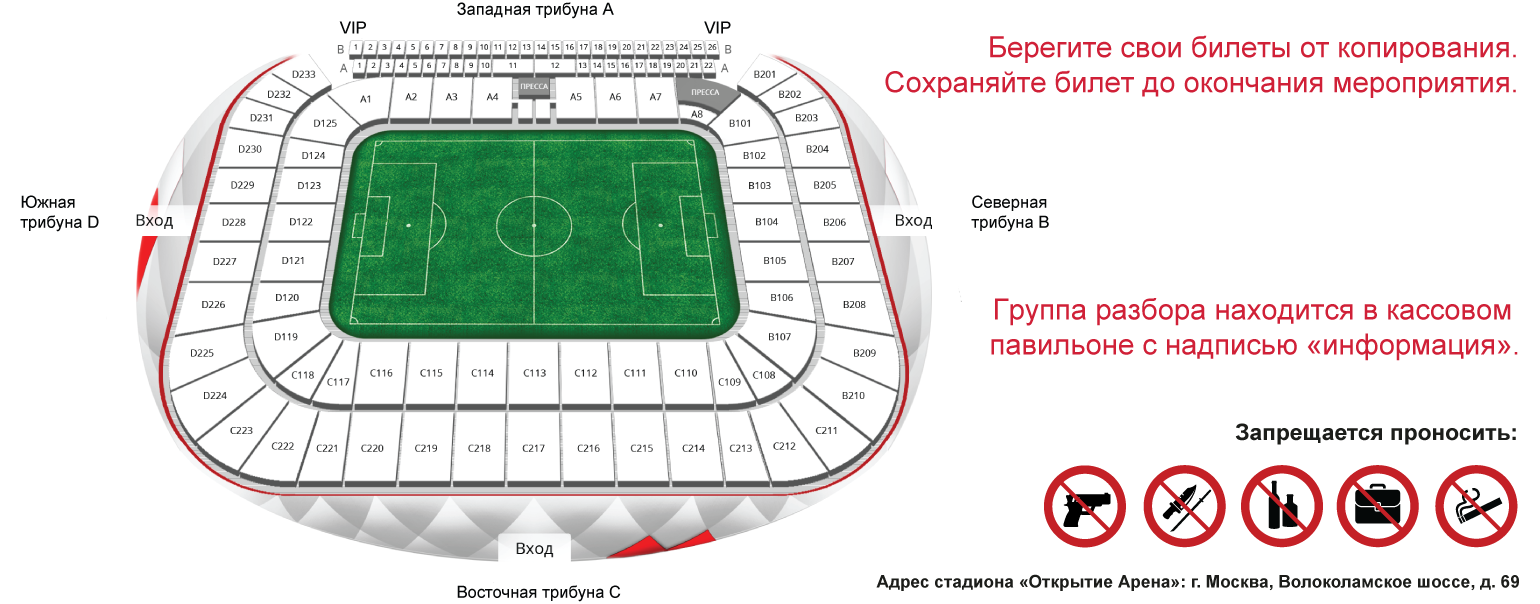 Западная трибуна А
VIP
VIP
B 1 2 3 4 5 6 7 8 9 10 11 12 13 14 15 16 17 18 19 20 21 22 23 24 25 26 B
A 1 2 3 4 5 6 7 8 9 10 11 12 13 14 15 16 17 18 19 20 21 22 A
ПРЕССА
ПРЕССА
A1 A2 A3 A4 A5 A6 A7 A8
D233
D232
D231
D230
D229
D228
D227
D226
D225
D224
D125
D124
D123
D122
D121
D120
D119
B101
B102
B103
B104
B105
B106
B107
B201
B202
B203
B204
B205
B206
B207
B208
B209
B210
C118 C117 C116 C115 C114 C113 C112 C111 C110 C109 C108
C223 C222 C221 C220 C219 C218 C217 C216 C215 C214 C213 C212 C211
Южная
трибуна D
Вход
Вход
Северная
трибуна B
Вход
Восточная трибуна С
Берегите свои билеты от копирования.
Сохраняйте билет до окончания мероприятия.
Группа разбора находится в кассовом
павильоне с надписью «информация».
Запрещается проносить:
Адрес стадиона «Открытие Арена»: г. Москва, Волоколамское шоссе, д. 69